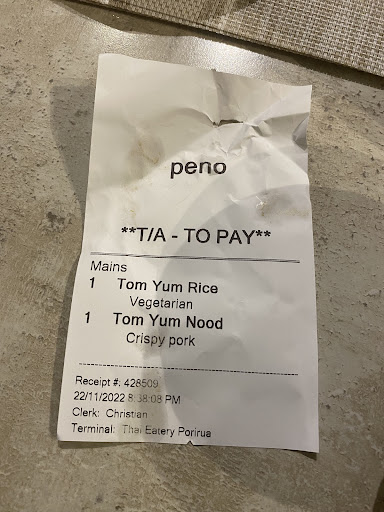 peno
**T/A - TO PAY**
Mains
1 Tom Yum Rice
Vegetarian
1 Tom Yum Nood
Crispy pork
Receipt #: 428509
22/11/2022 8:38:08 PM
Clerk: Christian
Terminal: Thai Eatery Porirua